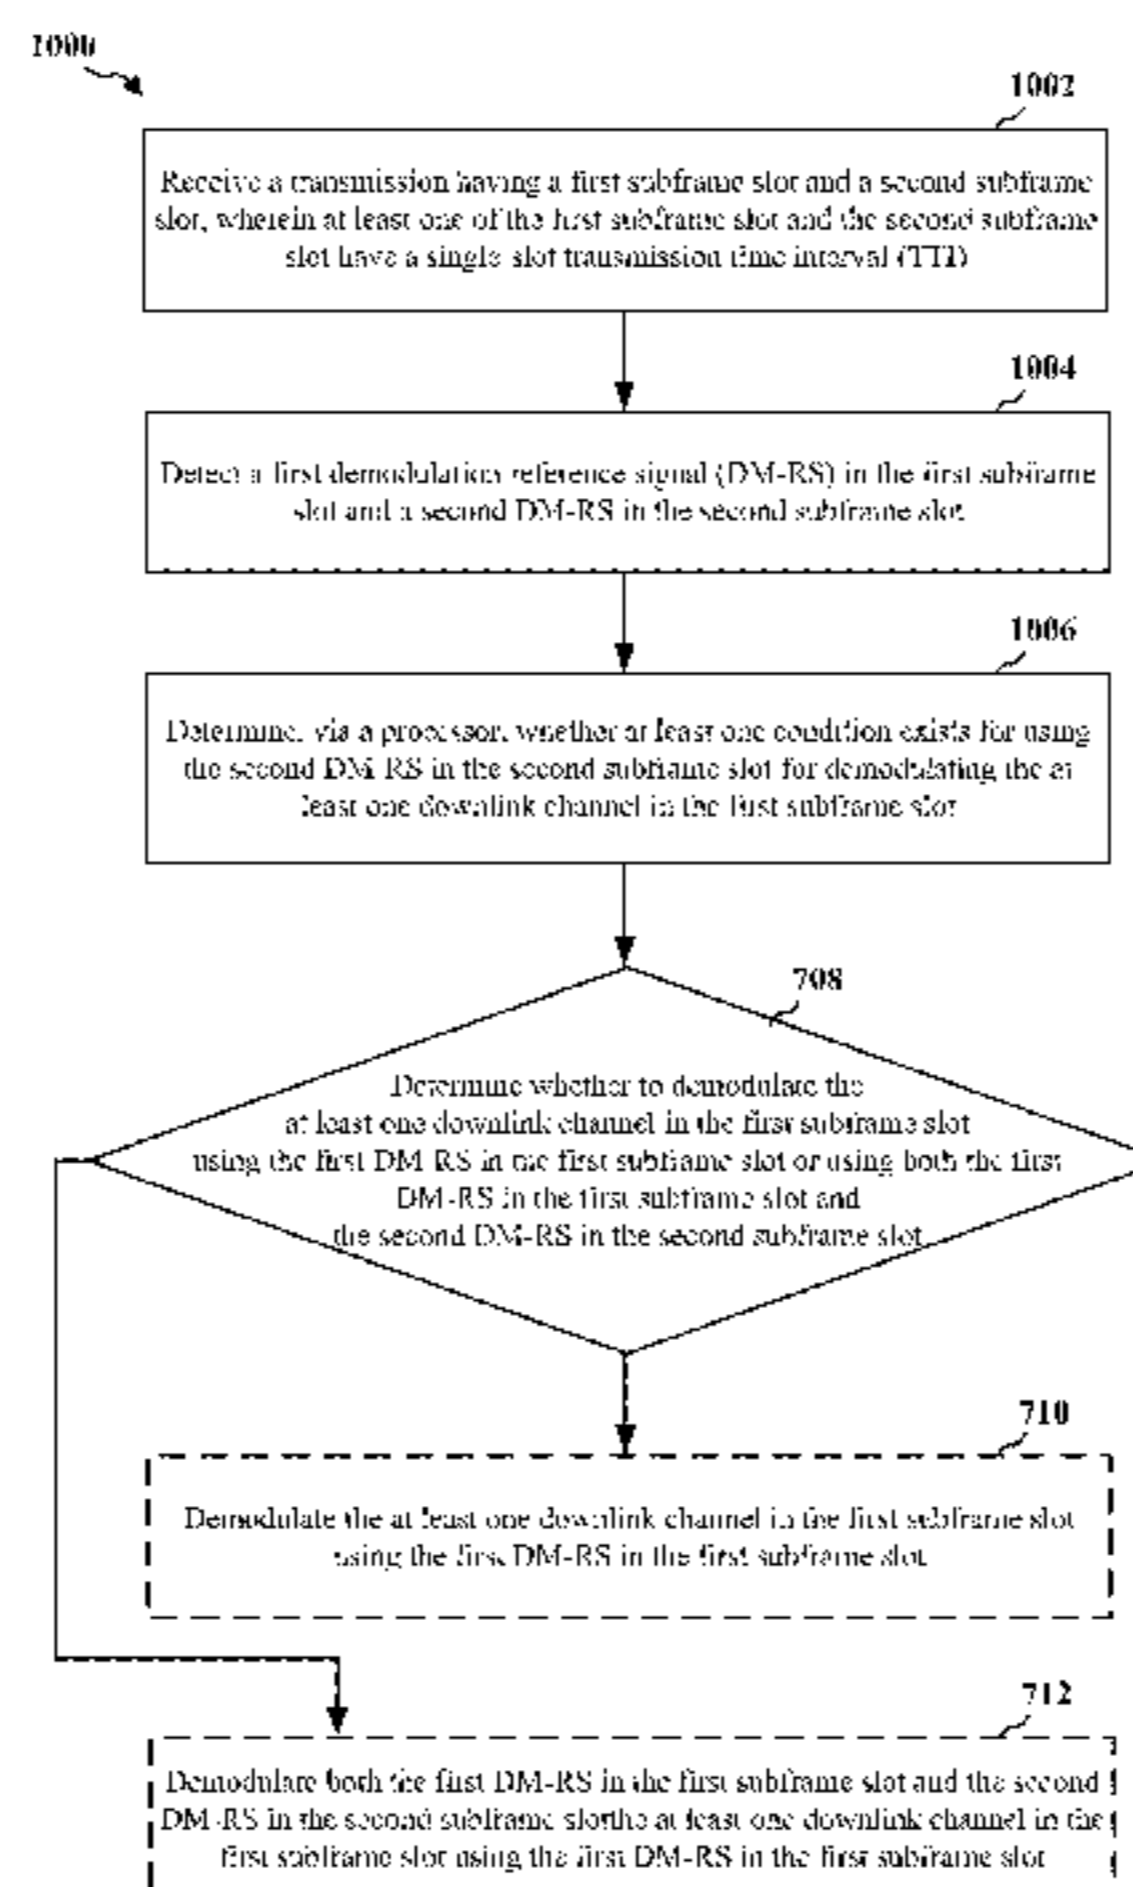 1000
1002
Receive a transmission having a first subframe slot and a second subframe
slot, wherein at least one of the first subframe slot and the second subframe
slot have a single slot transmission time interval (TTI)
1004
Detect a first demodulation reference signal (DM-RS) in the first subframe
slot and a second DM-RS in the second subframe slot
1006
Determine, via a processor, whether at least one condition exists for using
the second DM-RS in the second subframe slot for demodulating the at
least one downlink channel in the first subframe slot
708
Determine whether to demodulate the
at least one downlink channel in the first subframe slot
using the first DM-RS in the first subframe slot or using both the first
DM-RS in the first subframe slot and
the second DM-RS in the second subframe slot
710
Demodulate the at least one downlink channel in the first subframe slot
using the first DM-RS in the first subframe slot
712
Demodulate both the first DM-RS in the first subframe slot and the second
DM-RS in the second subframe slotthe at least one downlink channel in the
first subframe slot using the first DM-RS in the first subframe slot